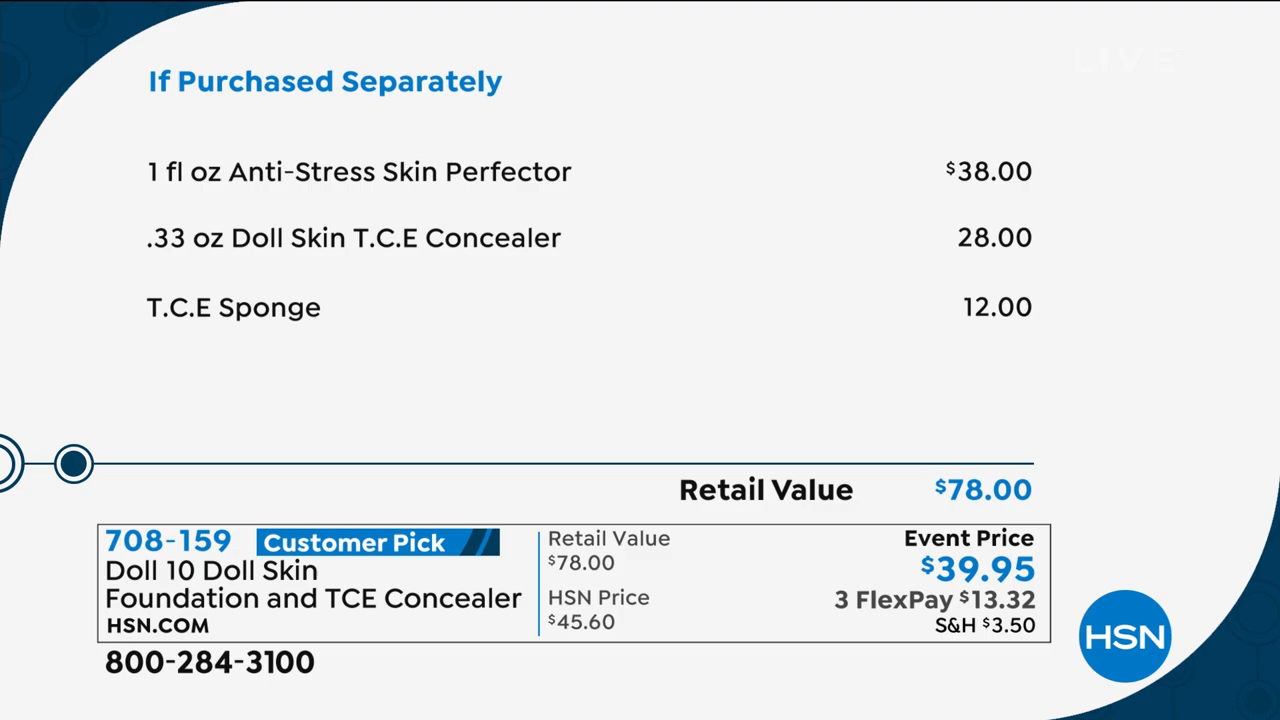 LIVE
If Purchased Separately
1 fl oz Anti-Stress Skin Perfector $38.00
.33 oz Doll Skin T.C.E Concealer 28.00
T.C.E Sponge 12.00
Retail Value $78.00
708-159 Customer Pick
Doll 10 Doll Skin
Foundation and TCE Concealer
HSN.COM
Retail Value
$78.00
HSN Price
$45.60
Event Price
$39.95
3 FlexPay $13.32
S&H $3.50
HSN
800-284-3100